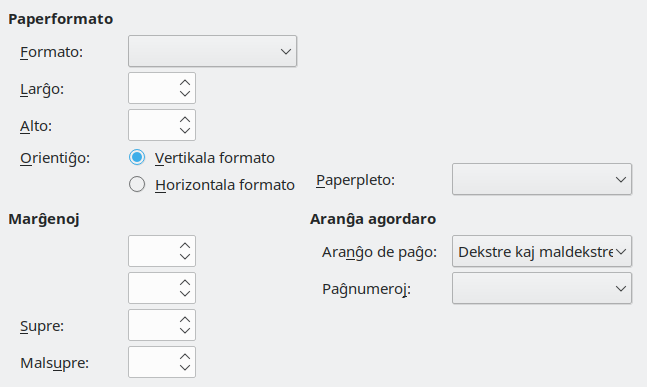 Paperformato
Formato:
Larĝo:
Alto:
Orientiĝo:
Vertikala formato
Horizontala formato
Paperpleto:
Marĝenoj
Aranĝa agordaro
Aranĝo de paĝo:
Dekstre kaj maldekstre
Paĝnumeroj:
Supre:
Malsupre: